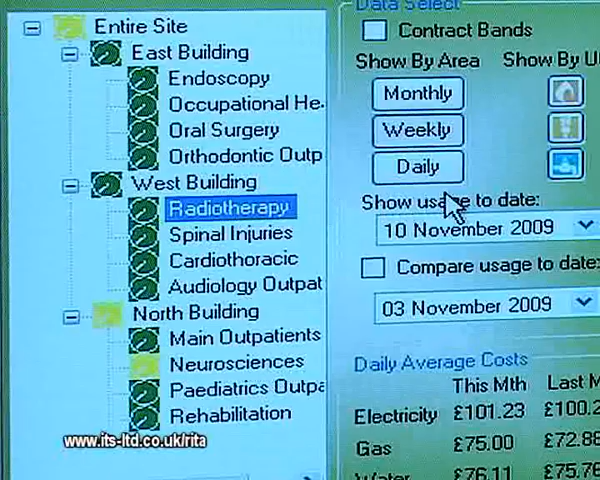 Entire Site
East Building
Endoscopy
Occupational He
Oral Surgery
Orthodontic Outp
West Building
Radiotherapy
Spinal Injuries
Cardiothoracic
Audiology Outpat
North Building
Main Outpatients
Neurosciences
Paediatrics Outpa
Rehabilitation
www.its-ltd.co.uk/rita
Data Select
Contract Bands
Show By Area Show By U
Monthly
Weekly
Daily
Show usage to date:
10 November 2009
Compare usage to date:
03 November 2009
Daily Average Costs
This Mth Last M
Electricity £101.23 £100.2
Gas £75.00 £72.88
Water £76.11 £75.76